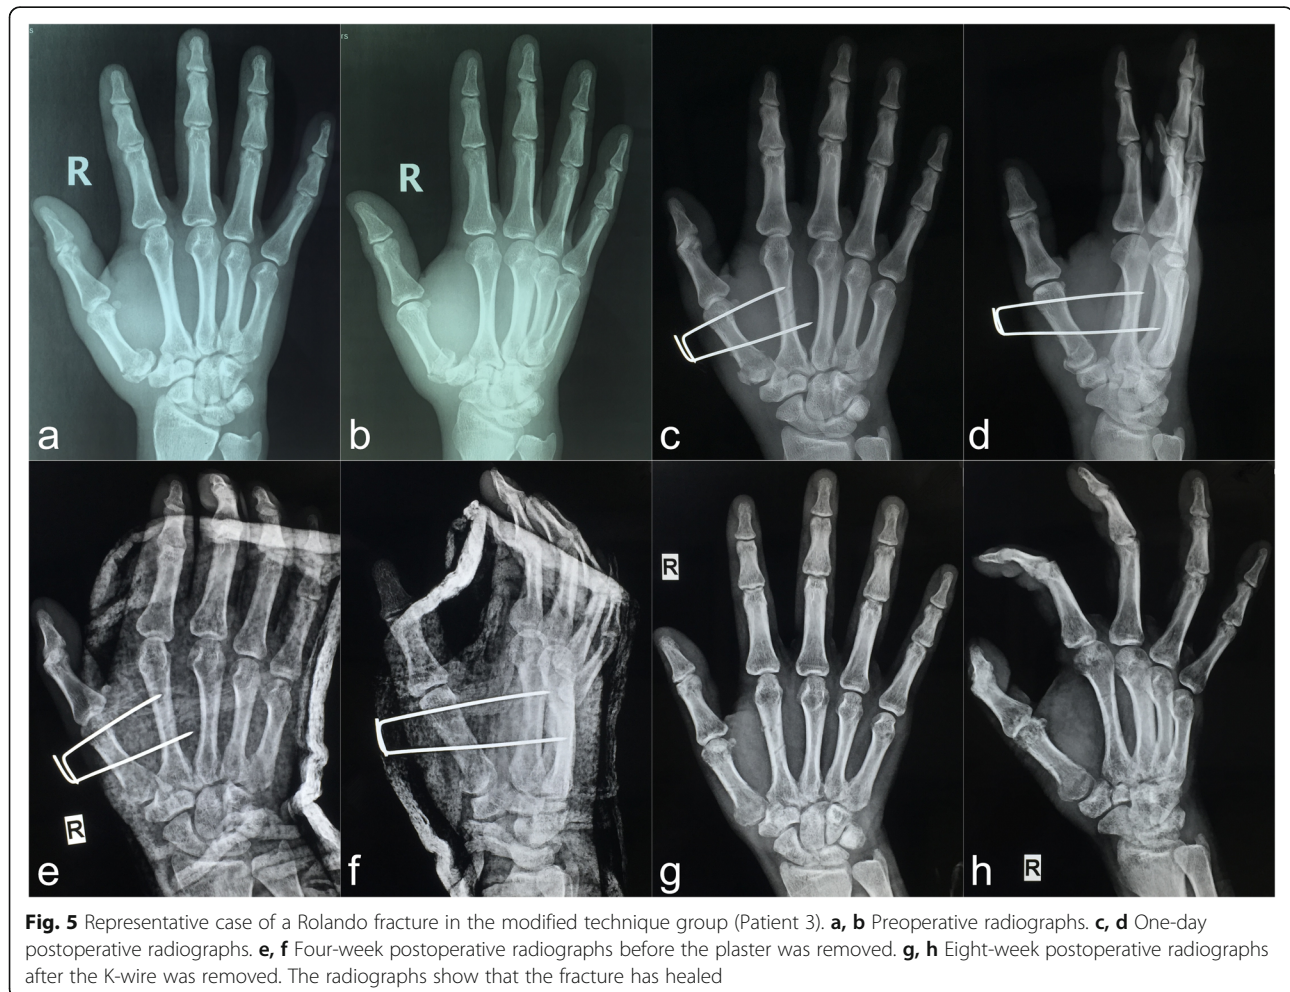 s
R
a
rs
R
b
c
d
R
e
f
R
g
R
h
Fig. 5 Representative case of a Rolando fracture in the modified technique group (Patient 3). a, b Preoperative radiographs. c, d One-day
postoperative radiographs. e, f Four-week postoperative radiographs before the plaster was removed. g, h Eight-week postoperative radiographs
after the K-wire was removed. The radiographs show that the fracture has healed